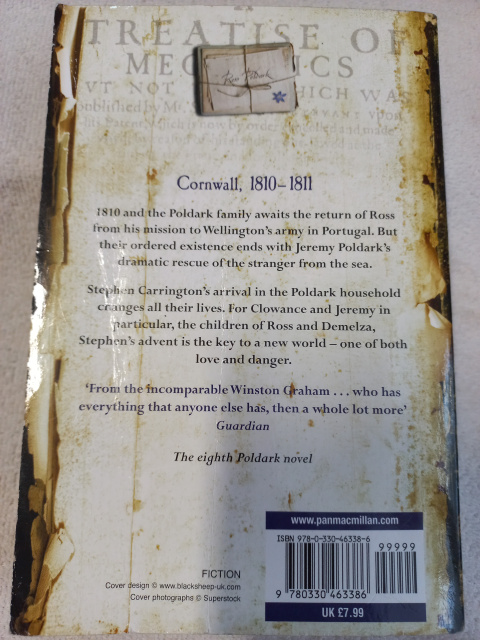 TREATISE OF
Ross Poldark
VT NOT
HICH WAS
Cornwall, 1810–1811
1810 and the Poldark family awaits the return of Ross
from his mission to Wellington's army in Portugal. But
their ordered existence ends with Jeremy Poldark's
dramatic rescue of the stranger from the sea.
Stephen Carrington's arrival in the Poldark household
changes all their lives. For Clowance and Jeremy in
particular, the children of Ross and Demelza,
Stephen's advent is the key to a new world – one of both
love and danger.
'From the incomparable Winston Graham . . . who has
everything that anyone else has, then a whole lot more'
Guardian
The eighth Poldark novel
www.panmacmillan.com
ISBN 978-0-330-46338-6
99999
9 780330 463386
UK £7.99
FICTION
Cover design © www.blacksheep-uk.com
Cover photographs © Superstock